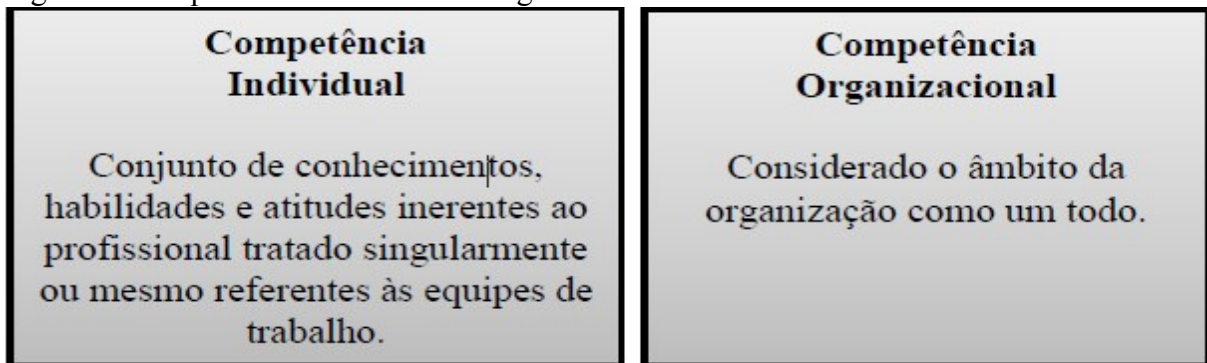 Competência
Individual
Conjunto de conhecimentos,
habilidades e atitudes inerentes ao
profissional tratado singularmente
ou mesmo referentes às equipes de
trabalho.
Competência
Organizacional
Considerado o âmbito da
organização como um todo.